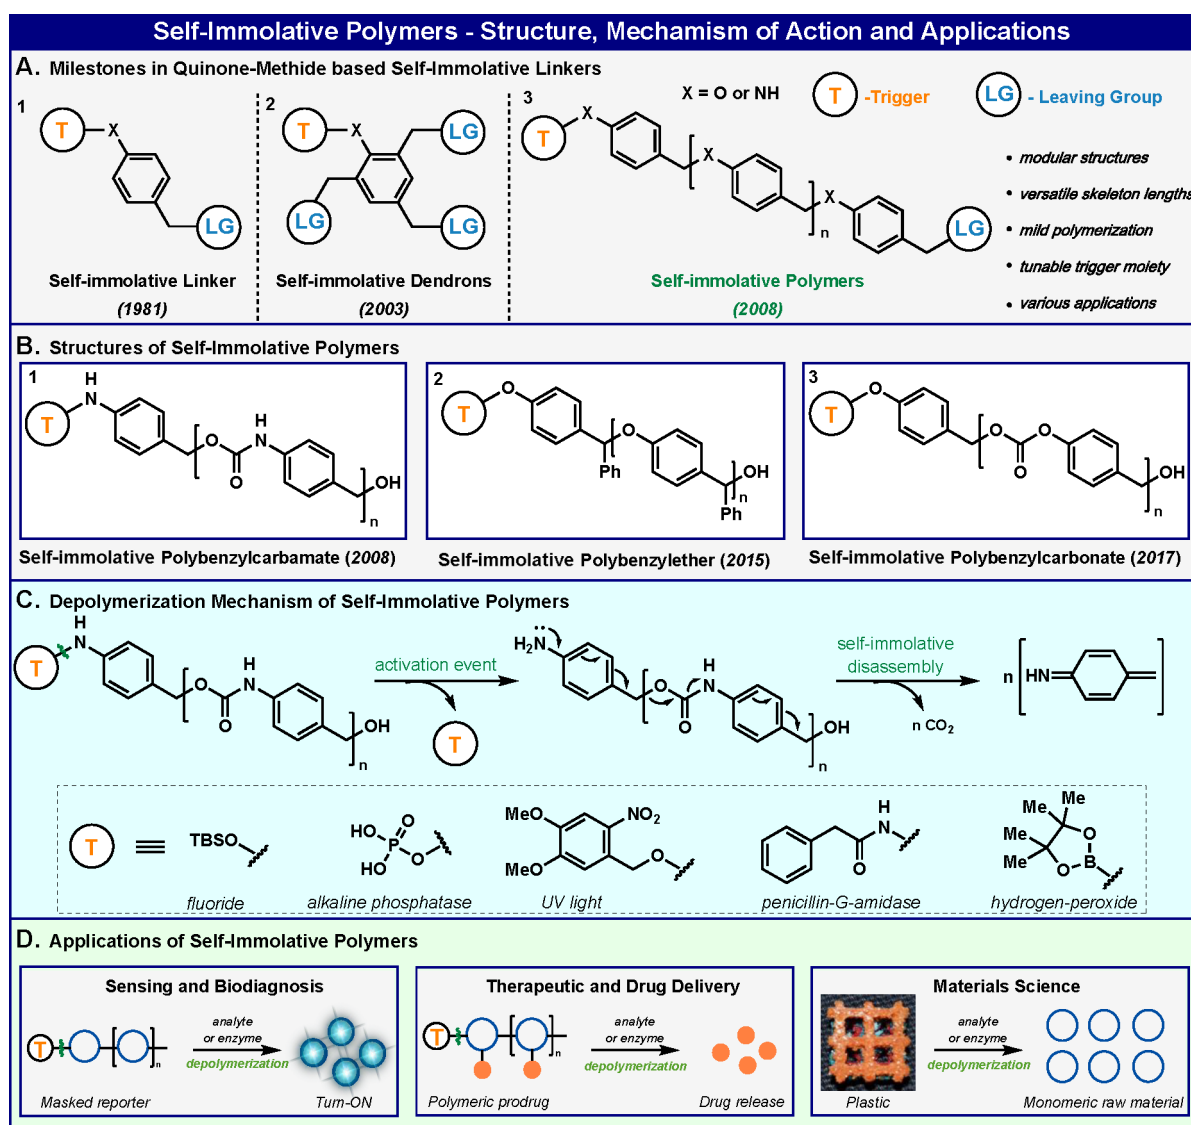 Self-Immolative Polymers - Structure, Mechanism of Action and Applications
A. Milestones in Quinone-Methide based Self-Immolative Linkers
1
T
X
LG
Self-immolative Linker
(1981)
2
T
X
LG
LG
LG
Self-immolative Dendrons
(2003)
3
X = O or NH
T -Trigger
LG - Leaving Group
T
X
X
X
n
LG
Self-immolative Polymers
(2008)
• modular structures
• versatile skeleton lengths
• mild polymerization
• tunable trigger moiety
• various applications
B. Structures of Self-Immolative Polymers
1
T
H
N
O
O
H
N
OH
n
Self-immolative Polybenzylcarbamate (2008)
2
T
O
O
Ph
OH
n
Ph
Self-immolative Polybenzylether (2015)
3
T
O
O
O
O
OH
n
Self-immolative Polybenzylcarbonate (2017)
C. Depolymerization Mechanism of Self-Immolative Polymers
T
H
N
O
O
H
N
OH
n
activation event
T
H₂N
O
O
H
N
OH
n
self-immolative
disassembly
n CO₂
n
HN
T
TBSO
fluoride
HO
HO
P
O
O
alkaline phosphatase
MeO
MeO
NO₂
O
UV light
H
N
O
penicillin-G-amidase
Me
Me
Me
Me
O
O
B
hydrogen-peroxide
D. Applications of Self-Immolative Polymers
Sensing and Biodiagnosis
T
n
analyte
or enzyme
depolymerization
Masked reporter
Turn-ON
Therapeutic and Drug Delivery
T
n
analyte
or enzyme
depolymerization
Polymeric prodrug
Drug release
Materials Science
analyte
or enzyme
depolymerization
Plastic
Monomeric raw material